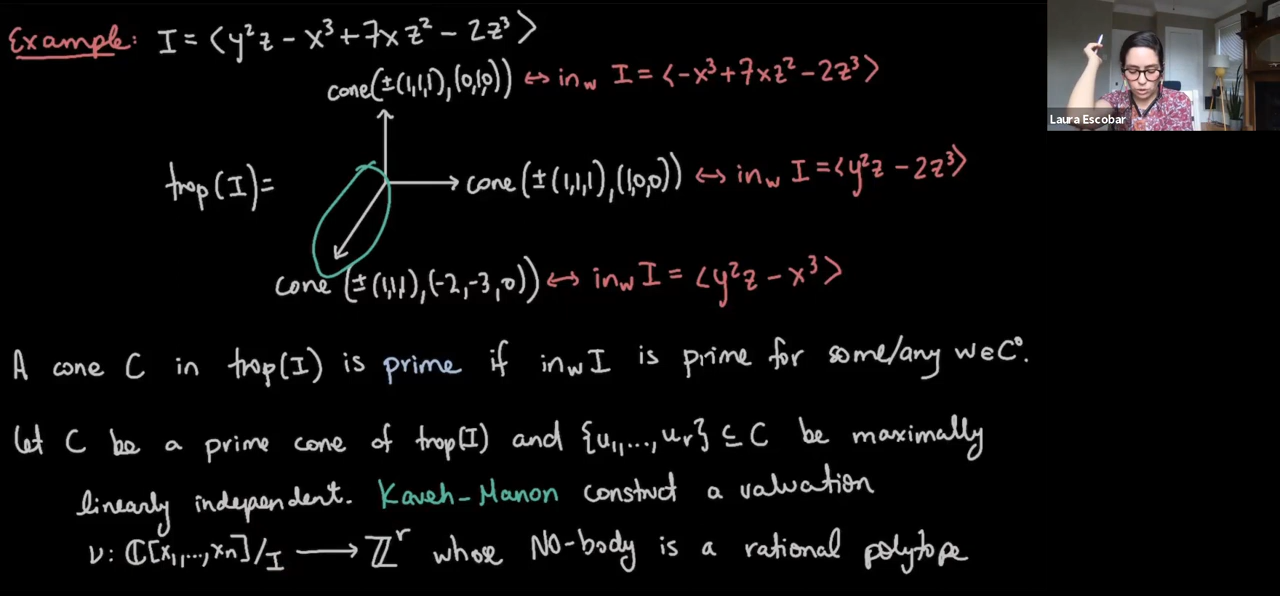 Example: I = ⟨y²z − x³ + 7xz² − 2z³⟩
cone(±(1,1,1), (0,1,0)) ↔ in_w I = ⟨−x³ + 7xz² − 2z³⟩
Laura Escobar
trop(I) =
cone(±(1,1,1), (1,0,0)) ↔ in_w I = ⟨y²z − 2z³⟩
cone(±(1,1,1), (−2,−3,0)) ↔ in_w I = ⟨y²z − x³⟩
A cone C in trop(I) is prime if in_w I is prime for some/any w∈C°.
Let C be a prime cone of trop(I) and {u₁,...,uᵣ} ⊆ C be maximally
linearly independent. Kaveh-Manon construct a valuation
ν: ℂ[x₁,...,xₙ]/I ⟶ ℤʳ whose NO-body is a rational polytope